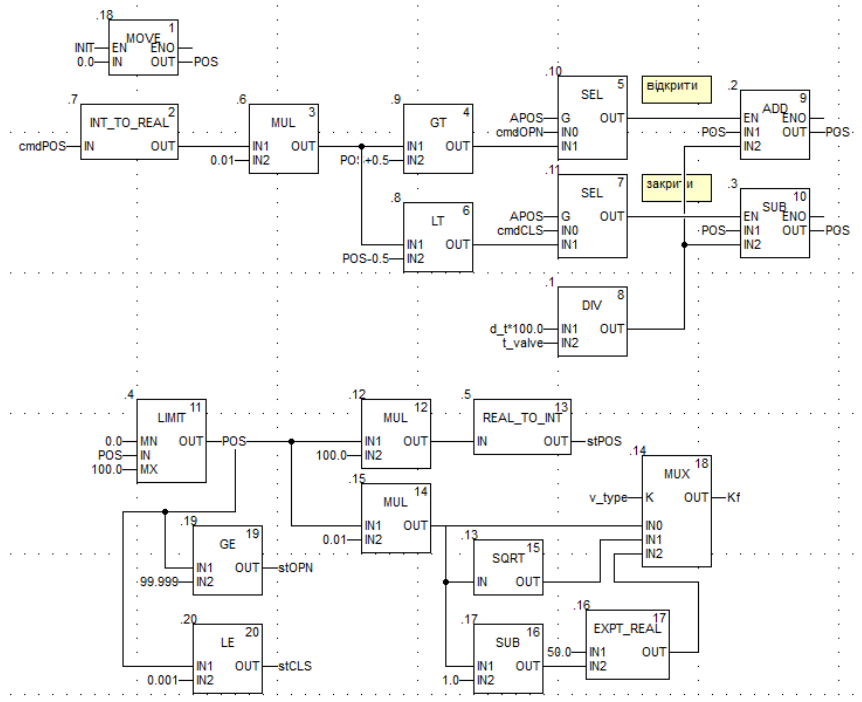 .18
MOVE 1
INIT EN ENO
0.0 IN OUT POS
.7
INT_TO_REAL 2
cmdPOS IN OUT
.6
MUL 3
IN1 OUT
0.01 IN2
.9
GT 4
IN1 OUT
POS+0.5 IN2
.10
SEL 5
APOS G OUT
cmdOPN IN0
IN1
відкрити
.2
ADD 9
EN ENO
POS IN1 OUT POS
IN2
.8
LT 6
IN1 OUT
POS-0.5 IN2
.11
SEL 7
APOS G OUT
cmdCLS IN0
IN1
закрити
.3
SUB 10
EN ENO
POS IN1 OUT POS
IN2
.1
DIV 8
d_t*100.0 IN1 OUT
t_valve IN2
.4
LIMIT 11
0.0 MN OUT POS
POS IN
100.0 MX
.12
MUL 12
IN1 OUT
100.0 IN2
.5
REAL_TO_INT 13
IN OUT stPOS
.15
MUL 14
IN1 OUT
0.01 IN2
.14
MUX 18
v_type K OUT Kf
IN0
IN1
IN2
.19
GE 19
IN1 OUT stOPN
99.999 IN2
.13
SQRT 15
IN OUT
.20
LE 20
IN1 OUT stCLS
0.001 IN2
.17
SUB 16
IN1 OUT
1.0 IN2
.16
EXPT_REAL 17
50.0 IN1 OUT
IN2